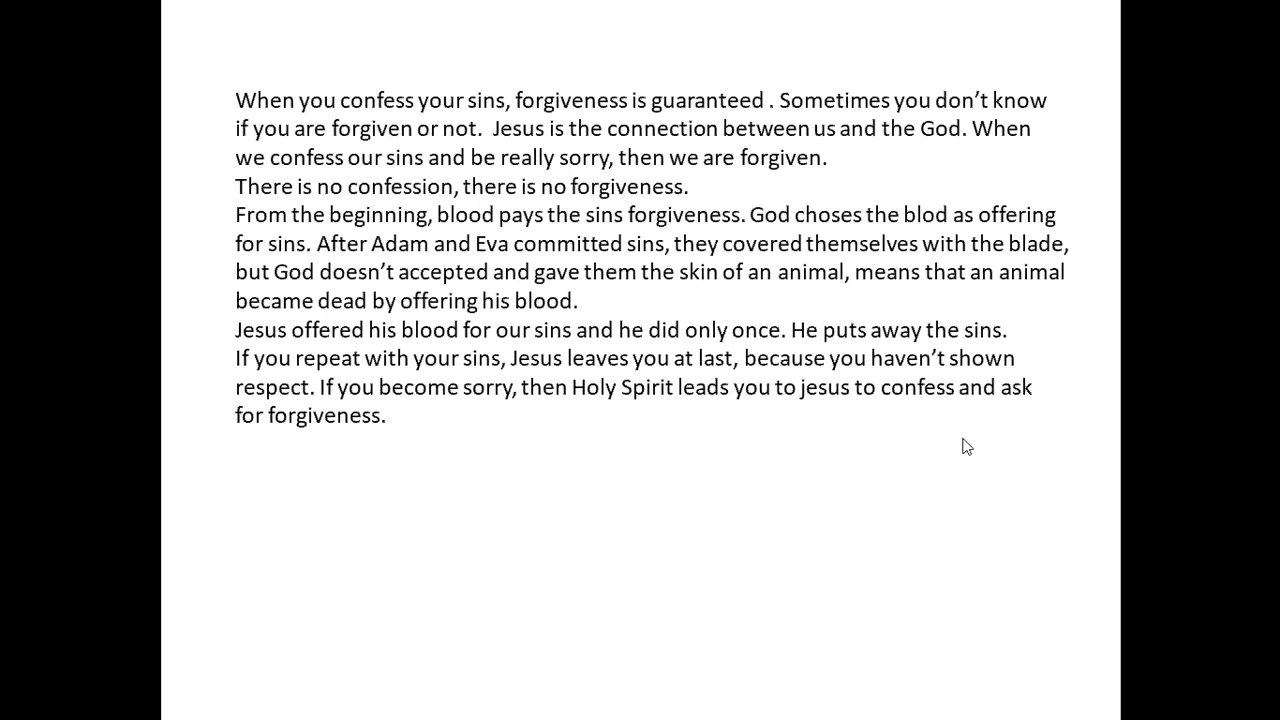 When you confess your sins, forgiveness is guaranteed . Sometimes you don’t know
if you are forgiven or not.  Jesus is the connection between us and the God. When
we confess our sins and be really sorry, then we are forgiven.
There is no confession, there is no forgiveness.
From the beginning, blood pays the sins forgiveness. God choses the blod as offering
for sins. After Adam and Eva committed sins, they covered themselves with the blade,
but God doesn’t accepted and gave them the skin of an animal, means that an animal
became dead by offering his blood.
Jesus offered his blood for our sins and he did only once. He puts away the sins.
If you repeat with your sins, Jesus leaves you at last, because you haven’t shown
respect. If you become sorry, then Holy Spirit leads you to jesus to confess and ask
for forgiveness.